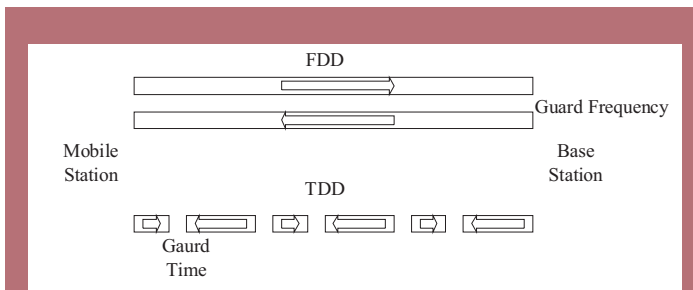 FDD
Guard Frequency
Mobile
Station
Base
Station
TDD
Gaurd
Time